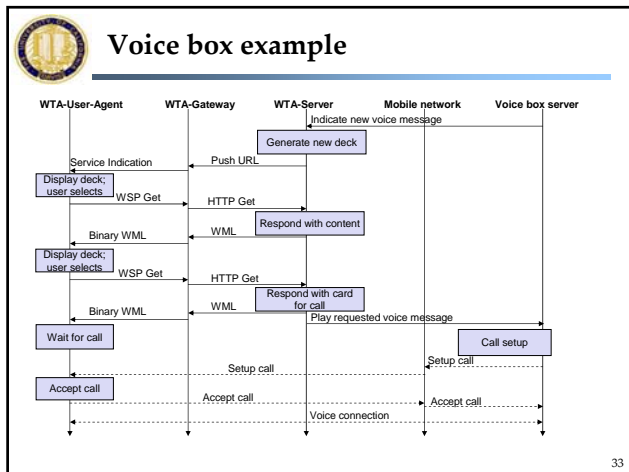 Voice box example
WTA-User-Agent WTA-Gateway WTA-Server Mobile network Voice box server
Indicate new voice message
Generate new deck
Service Indication Push URL
Display deck;
user selects
WSP Get HTTP Get
Respond with content
Binary WML WML
Display deck;
user selects
WSP Get HTTP Get
Respond with card
for call
Binary WML WML
Play requested voice message
Wait for call Call setup
Setup call Setup call
Accept call
Accept call Accept call
Voice connection
33